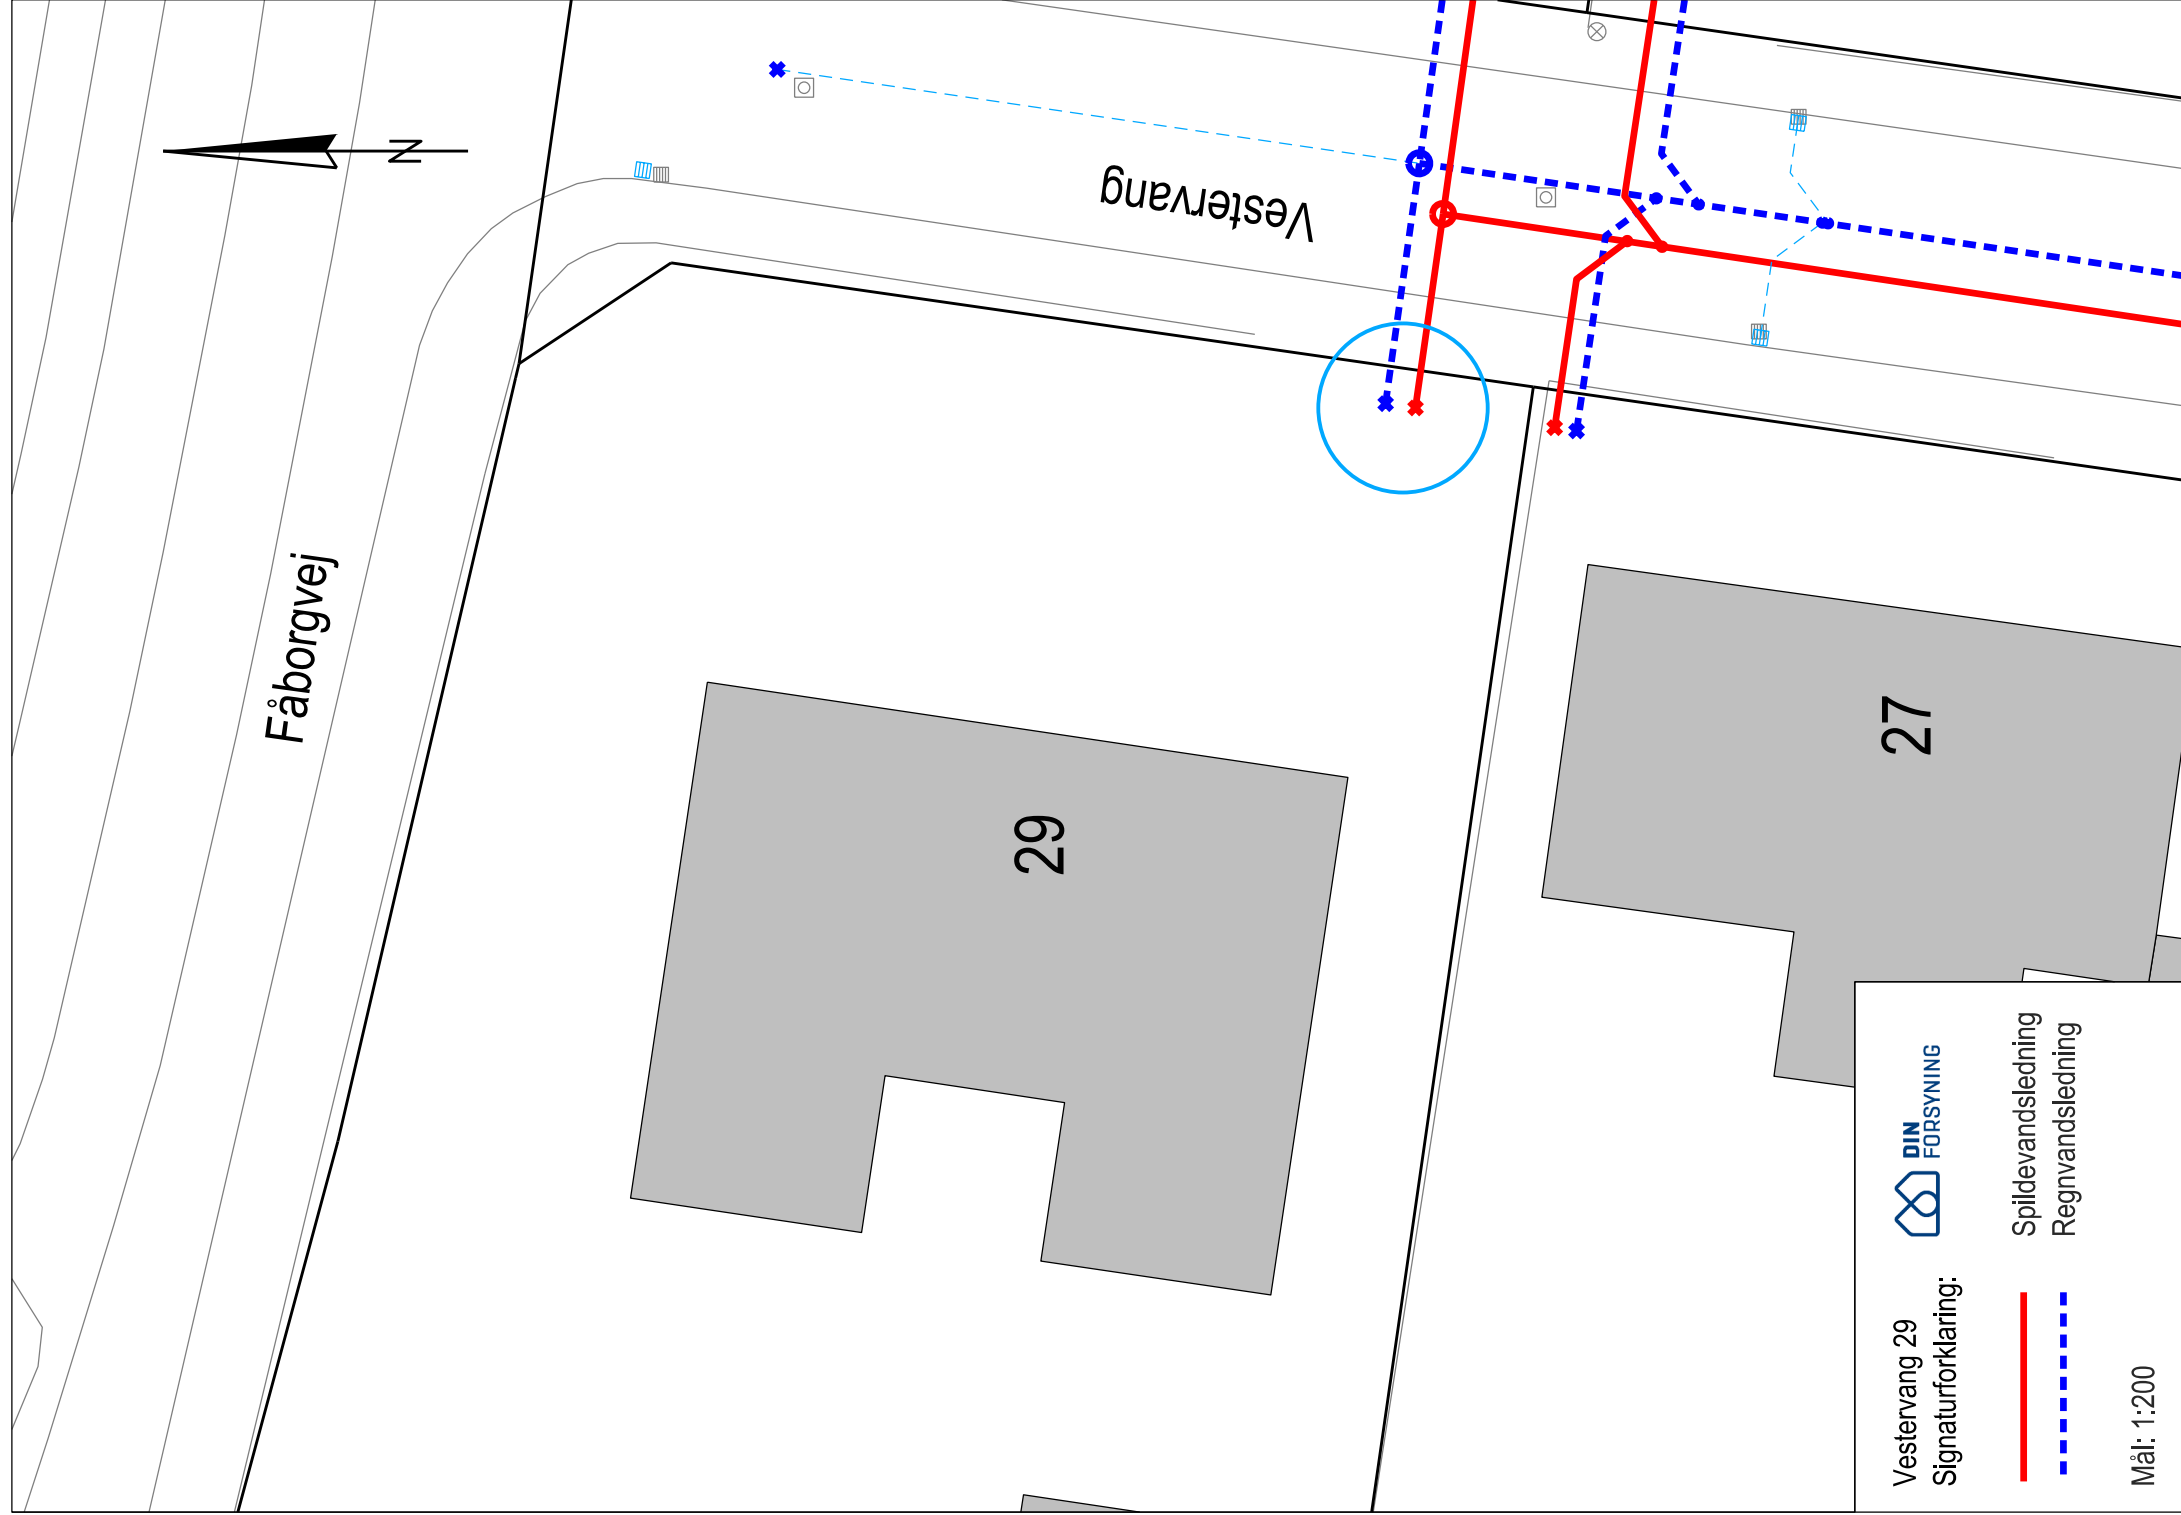 Vestervang
Fåborgvej
N
29
27
Vestervang 29
Signaturforklaring:
DIN
FORSYNING
Spildevandsledning
Regnvandsledning
Mål: 1:200